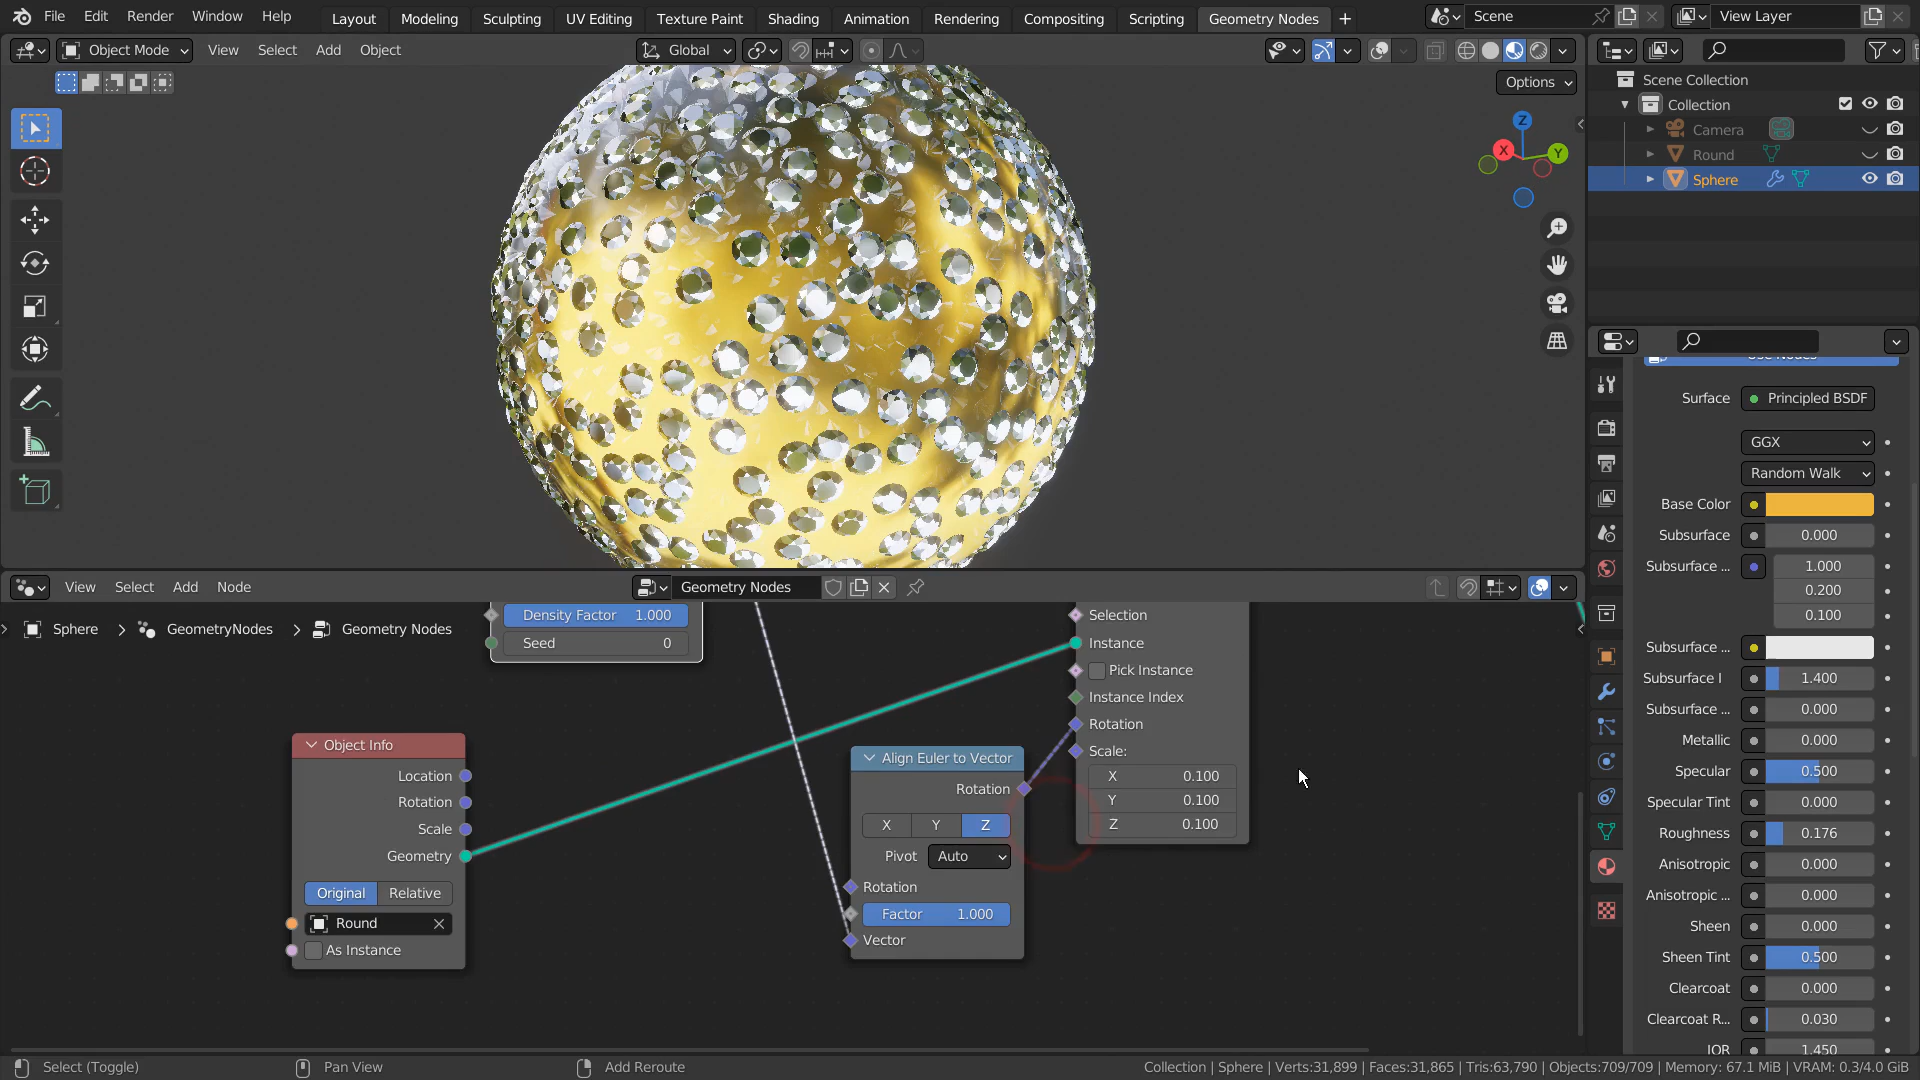 File Edit Render Window Help Layout Modeling Sculpting UV Editing Texture Paint Shading Animation Rendering Compositing Scripting Geometry Nodes + Scene View Layer
Object Mode View Select Add Object Global
Options
Z
X Y
Scene Collection
Collection
Camera
Round
Sphere
Surface Principled BSDF
GGX
Random Walk
Base Color
Subsurface 0.000
Subsurface ... 1.000
0.200
0.100
Subsurface ...
Subsurface I 1.400
Subsurface ... 0.000
Metallic 0.000
Specular 0.500
Specular Tint 0.000
Roughness 0.176
Anisotropic 0.000
Anisotropic ... 0.000
Sheen 0.000
Sheen Tint 0.500
Clearcoat 0.000
Clearcoat R... 0.030
IOR 1.450
View Select Add Node Geometry Nodes
Sphere > GeometryNodes > Geometry Nodes
Density Factor 1.000
Seed 0
Object Info
Location
Rotation
Scale
Geometry
Original Relative
Round
As Instance
Align Euler to Vector
Rotation
X Y Z
Pivot Auto
Rotation
Factor 1.000
Vector
Selection
Instance
Pick Instance
Instance Index
Rotation
Scale:
X 0.100
Y 0.100
Z 0.100
Select (Toggle) Pan View Add Reroute Collection | Sphere | Verts:31,899 | Faces:31,865 | Tris:63,790 | Objects:709/709 | Memory: 67.1 MiB | VRAM: 0.3/4.0 GiB